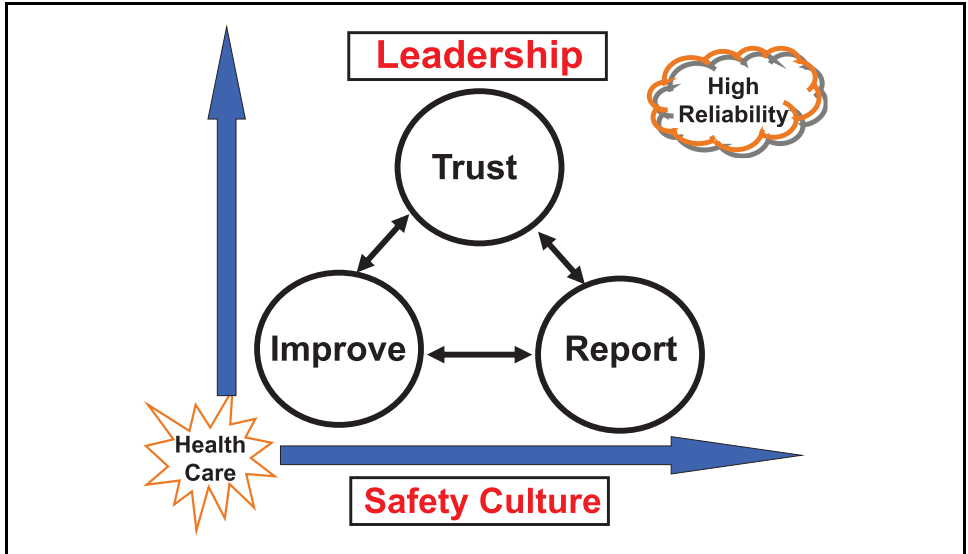 Leadership
High
Reliability
Trust
Improve
Report
Health
Care
Safety Culture